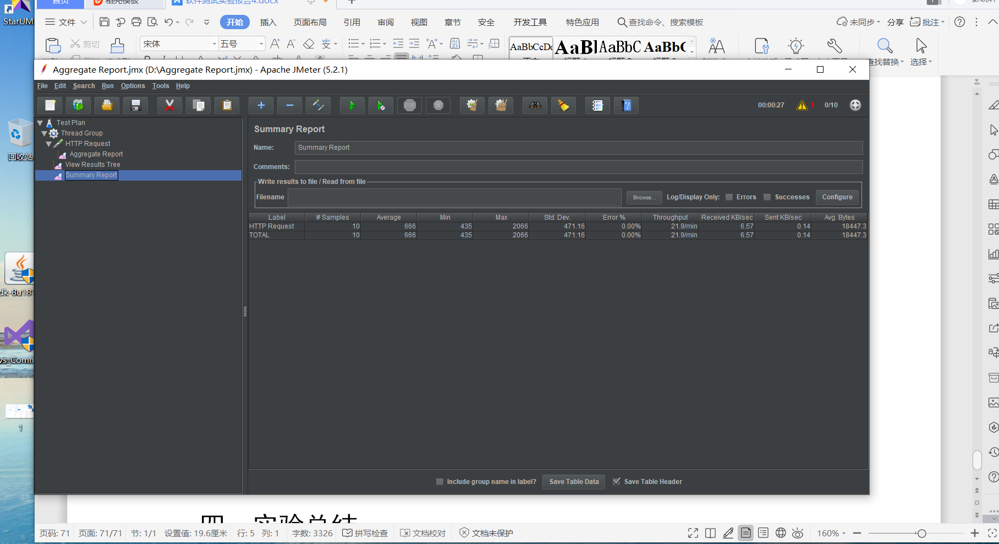 首页
稻壳模板
软件测试实验报告4.docx
StarUM
文件
开始
插入
页面布局
引用
审阅
视图
章节
安全
开发工具
特色应用
查找命令、搜索模板
未同步
分享
批注
剪切
宋体
五号
AaBbCcDd
AaBl
AaBbC
AaBbC
查找替换
选择
Aggregate Report.jmx (D:\Aggregate Report.jmx) - Apache JMeter (5.2.1)
File Edit Search Run Options Tools Help
00:00:27
1
0/10
Test Plan
Thread Group
HTTP Request
Aggregate Report
View Results Tree
Summary Report
回收站
dk-8u181
vs_Comm
1
Summary Report
Name: Summary Report
Comments:
Write results to file / Read from file
Filename
Browse...
Log/Display Only:
Errors
Successes
Configure
Label # Samples Average Min Max Std. Dev. Error % Throughput Received KB/sec Sent KB/sec Avg. Bytes
HTTP Request 10 666 435 2066 471.16 0.00% 21.9/min 6.57 0.14 18447.3
TOTAL 10 666 435 2066 471.16 0.00% 21.9/min 6.57 0.14 18447.3
Include group name in label?
Save Table Data
Save Table Header
四 实验总结
页码: 71
页面: 71/71
节: 1/1
设置值: 19.6厘米
行: 5
列: 1
字数: 3326
拼写检查
文档校对
文档未保护
160%